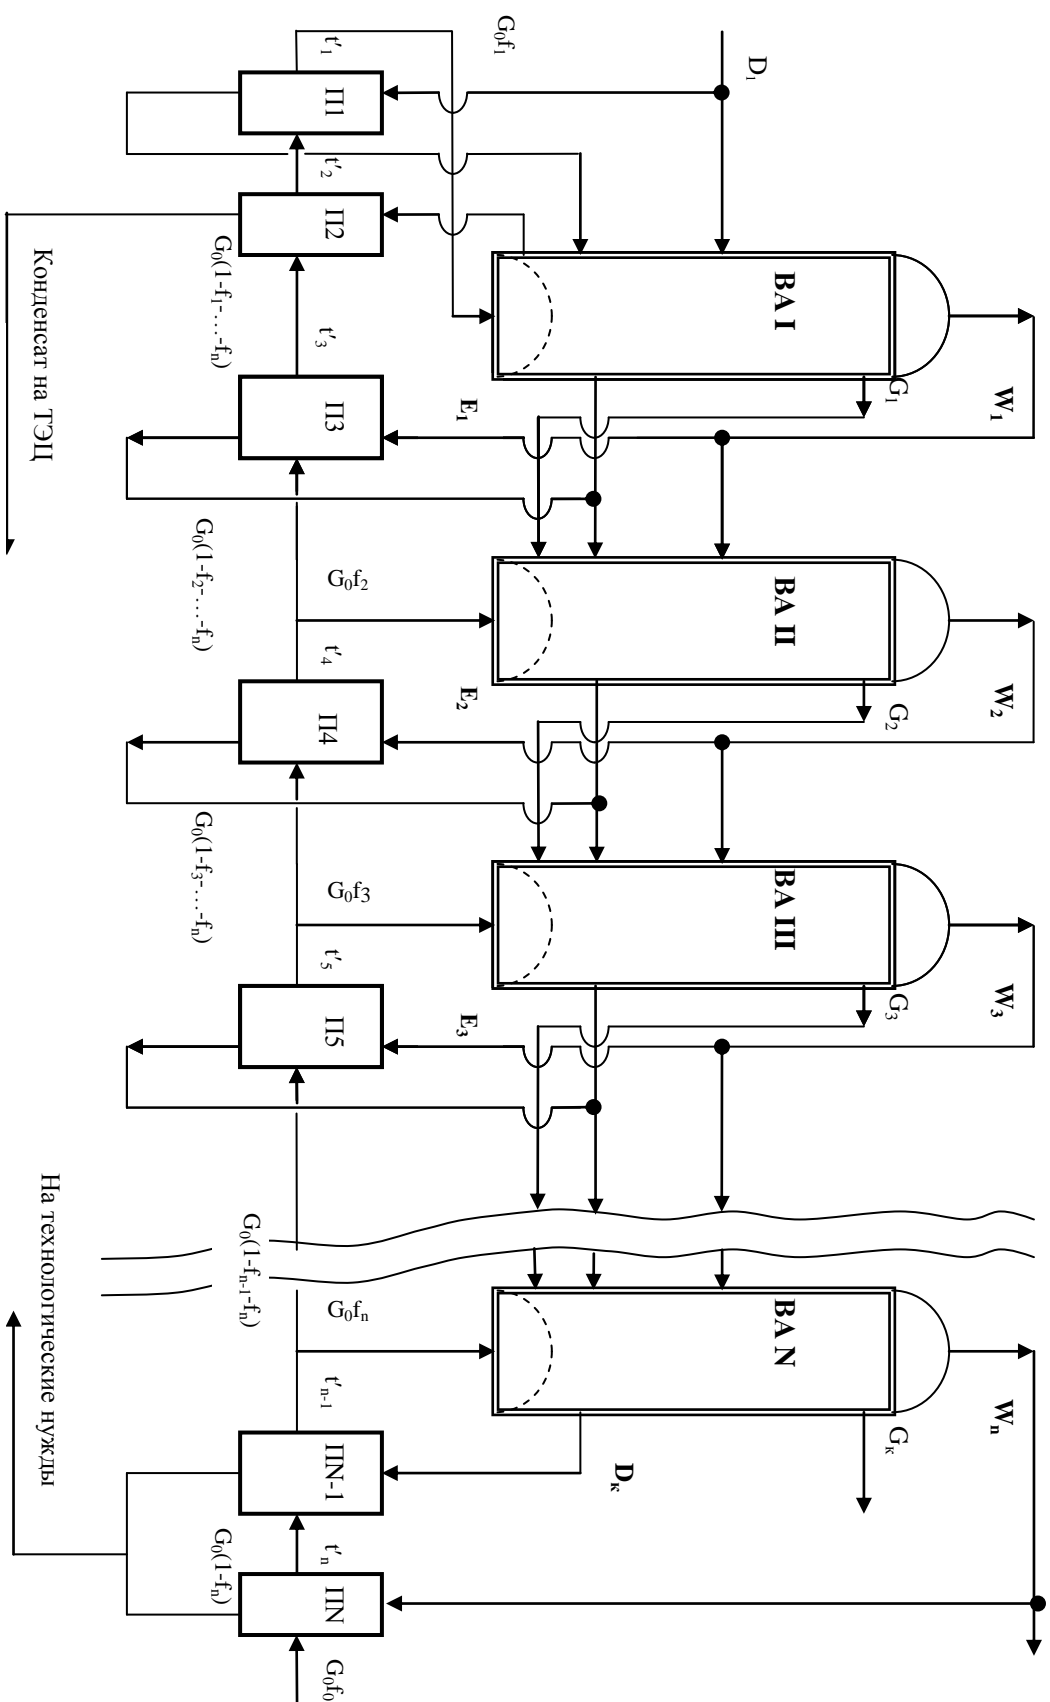 D₁
G₀f₁
t′₁
П1
t′₂
П2
G₀(1-f₁-…-fₙ)
t′₃
П3
Конденсат на ТЭЦ
ВА I
G₁
W₁
E₁
G₀(1-f₂-…-fₙ)
G₀f₂
t′₄
П4
ВА II
G₂
W₂
E₂
G₀(1-f₃-…-fₙ)
G₀f₃
t′₅
П5
ВА III
G₃
W₃
E₃
G₀(1-fₙ₋₁-fₙ)
G₀fₙ
t′ₙ₋₁
ПN-1
ВА N
Gₖ
Wₙ
Dₖ
t′ₙ
G₀(1-fₙ)
ПN
G₀f₀
На технологические нужды